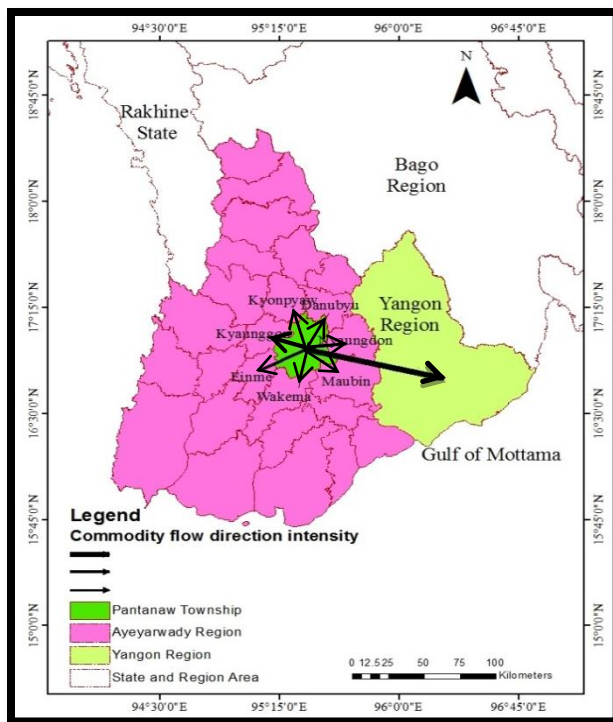 94°30'0"E 95°15'0"E 96°0'0"E 96°45'0"E
N
18°45'0"N
18°45'0"N
Rakhine
State
Bago
Region
18°0'0"N
18°0'0"N
Kyonpyaw
Danubyu
17°15'0"N
17°15'0"N
Yangon
Region
Einme
Maubin
Wakema
16°30'0"N
16°30'0"N
Gulf of Mottama
15°45'0"N
15°45'0"N
Legend
Commodity flow direction intensity
Pantanaw Township
Ayeyarwady Region
Yangon Region
State and Region Area
15°0'0"N
15°0'0"N
0 12.5 25 50 75 100
Kilometers
94°30'0"E 95°15'0"E 96°0'0"E 96°45'0"E